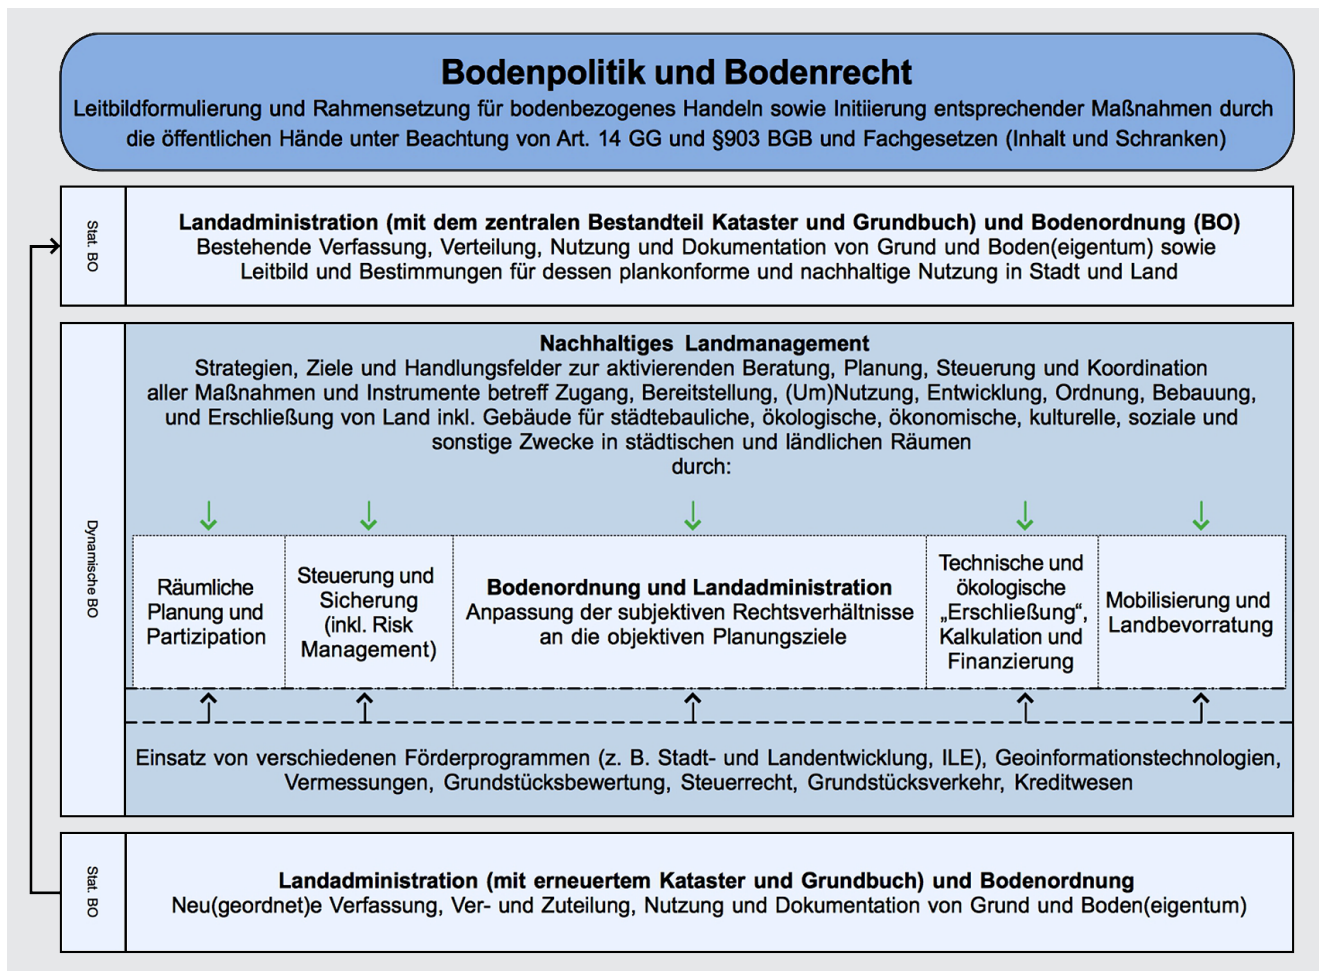 Bodenpolitik und Bodenrecht
Leitbildformulierung und Rahmensetzung für bodenbezogenes Handeln sowie Initiierung entsprechender Maßnahmen durch
die öffentlichen Hände unter Beachtung von Art. 14 GG und §903 BGB und Fachgesetzen (Inhalt und Schranken)
Stat. BO
Landadministration (mit dem zentralen Bestandteil Kataster und Grundbuch) und Bodenordnung (BO)
Bestehende Verfassung, Verteilung, Nutzung und Dokumentation von Grund und Boden(eigentum) sowie
Leitbild und Bestimmungen für dessen plankonforme und nachhaltige Nutzung in Stadt und Land
Dynamische BO
Nachhaltiges Landmanagement
Strategien, Ziele und Handlungsfelder zur aktivierenden Beratung, Planung, Steuerung und Koordination
aller Maßnahmen und Instrumente betreff Zugang, Bereitstellung, (Um)Nutzung, Entwicklung, Ordnung, Bebauung,
und Erschließung von Land inkl. Gebäude für städtebauliche, ökologische, ökonomische, kulturelle, soziale und
sonstige Zwecke in städtischen und ländlichen Räumen
durch:
Räumliche
Planung und
Partizipation
Steuerung und
Sicherung
(inkl. Risk
Management)
Bodenordnung und Landadministration
Anpassung der subjektiven Rechtsverhältnisse
an die objektiven Planungsziele
Technische und
ökologische
„Erschließung“,
Kalkulation und
Finanzierung
Mobilisierung und
Landbevorratung
Einsatz von verschiedenen Förderprogrammen (z. B. Stadt- und Landentwicklung, ILE), Geoinformationstechnologien,
Vermessungen, Grundstücksbewertung, Steuerrecht, Grundstücksverkehr, Kreditwesen
Stat. BO
Landadministration (mit erneuertem Kataster und Grundbuch) und Bodenordnung
Neu(geordnet)e Verfassung, Ver- und Zuteilung, Nutzung und Dokumentation von Grund und Boden(eigentum)